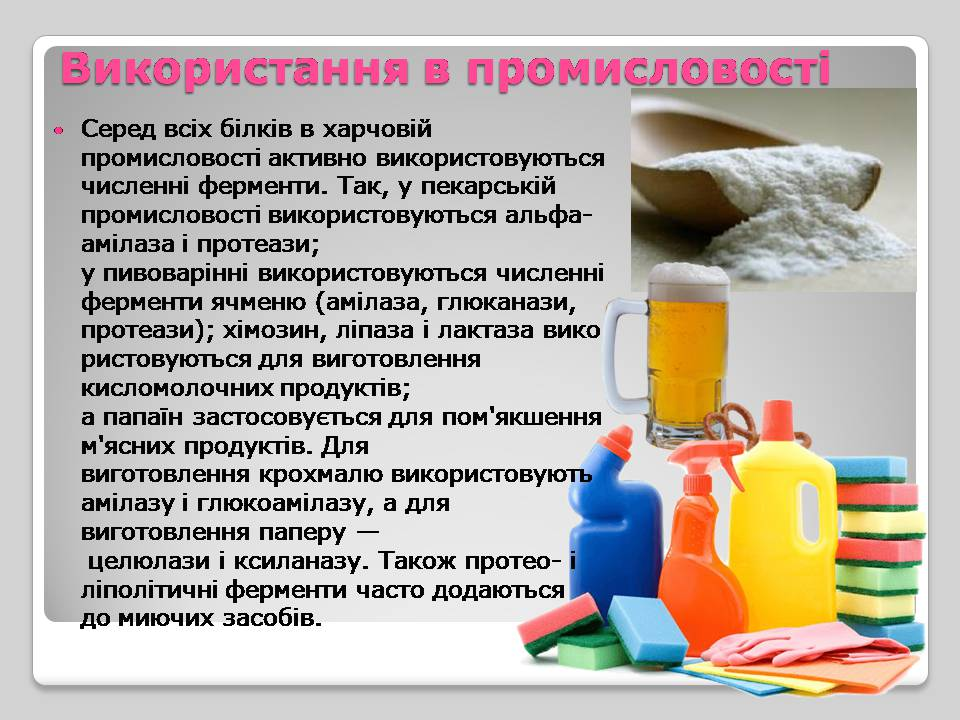 Використання в промисловості
Серед всіх білків в харчовій
промисловості активно використовуються
численні ферменти. Так, у пекарській
промисловості використовуються альфа-
амілаза і протеази;
у пивоварінні використовуються численні
ферменти ячменю (амілаза, глюканази,
протеази); хімозин, ліпаза і лактаза вико
ристовуються для виготовлення
кисломолочних продуктів;
а папаїн застосовується для пом'якшення
м'ясних продуктів. Для
виготовлення крохмалю використовують
амілазу і глюкоамілазу, а для
виготовлення паперу —
целюлази і ксиланазу. Також протео- і
ліполітичні ферменти часто додаються
до миючих засобів.